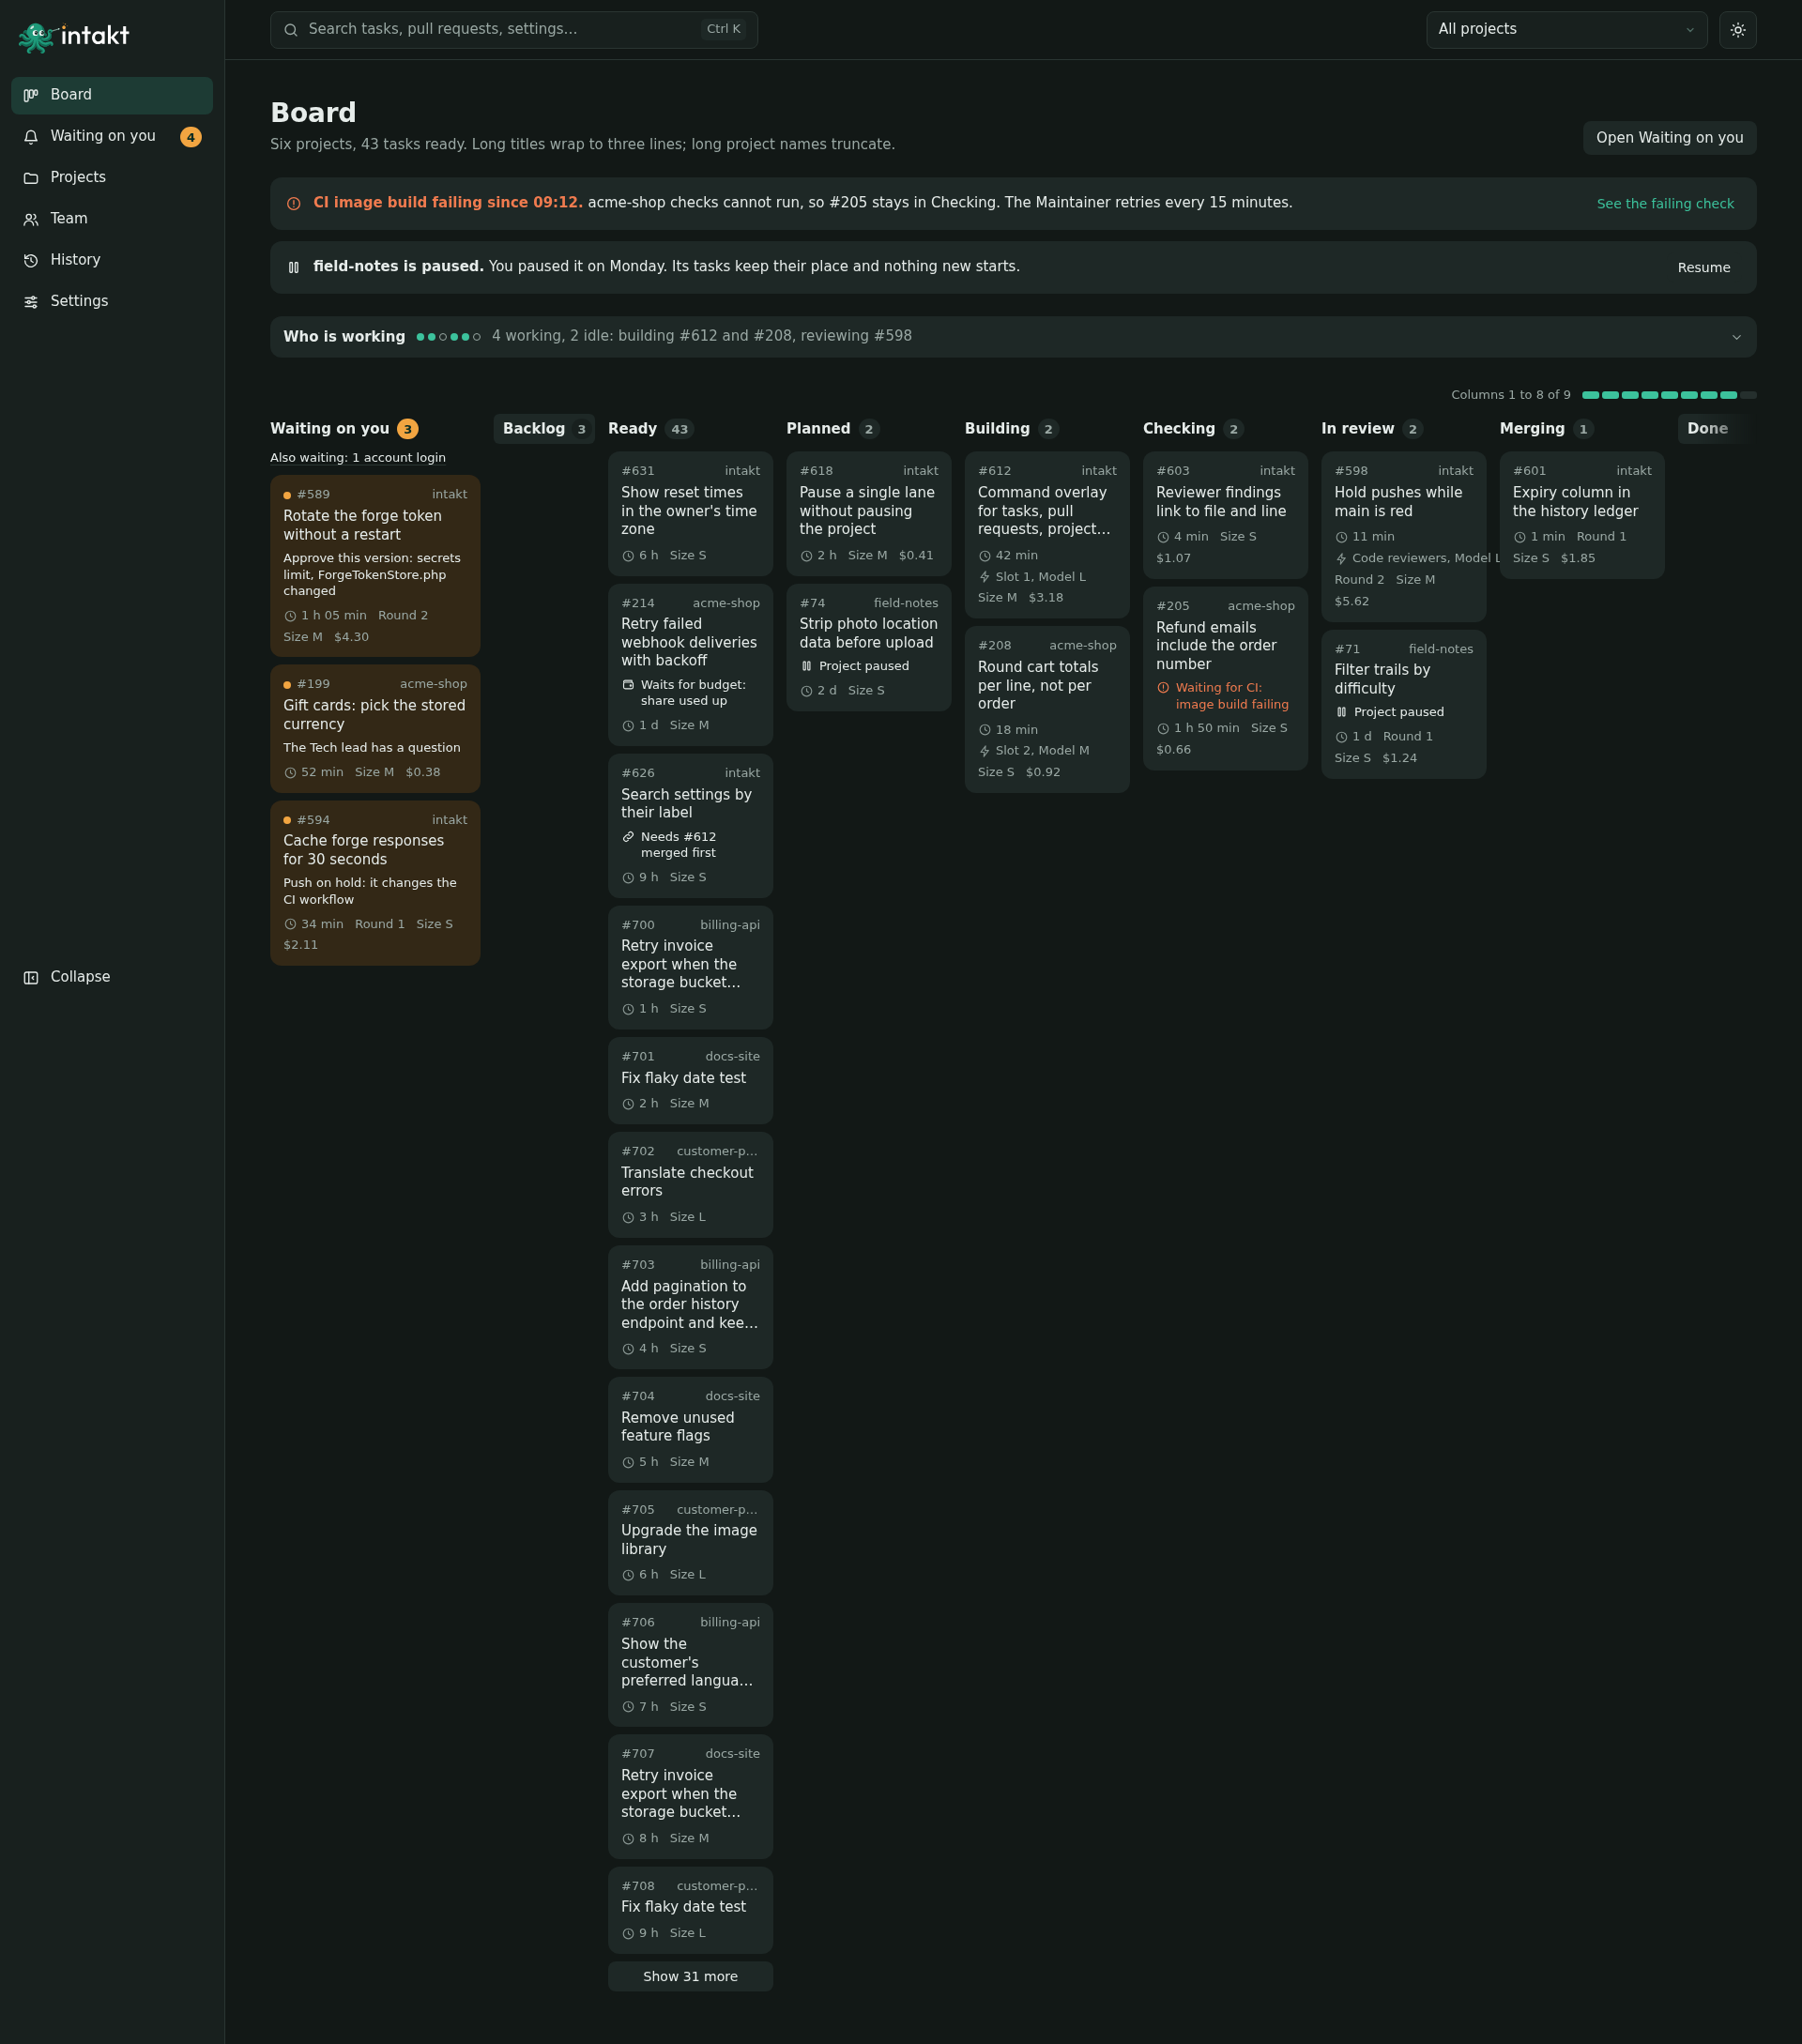 intakt
Search tasks, pull requests, settings…
Ctrl K
All projects
Board
Waiting on you 4
Projects
Team
History
Settings
Collapse
Board
Six projects, 43 tasks ready. Long titles wrap to three lines; long project names truncate.
Open Waiting on you
CI image build failing since 09:12. acme-shop checks cannot run, so #205 stays in Checking. The Maintainer retries every 15 minutes.
See the failing check
field-notes is paused. You paused it on Monday. Its tasks keep their place and nothing new starts.
Resume
Who is working 4 working, 2 idle: building #612 and #208, reviewing #598
Columns 1 to 8 of 9
Waiting on you 3
Also waiting: 1 account login
#589 intakt
Rotate the forge token
without a restart
Approve this version: secrets
limit, ForgeTokenStore.php
changed
1 h 05 min Round 2
Size M $4.30
#199 acme-shop
Gift cards: pick the stored
currency
The Tech lead has a question
52 min Size M $0.38
#594 intakt
Cache forge responses
for 30 seconds
Push on hold: it changes the
CI workflow
34 min Round 1 Size S
$2.11
Backlog 3
Ready 43
#631 intakt
Show reset times
in the owner's time
zone
6 h Size S
#214 acme-shop
Retry failed
webhook deliveries
with backoff
Waits for budget:
share used up
1 d Size M
#626 intakt
Search settings by
their label
Needs #612
merged first
9 h Size S
#700 billing-api
Retry invoice
export when the
storage bucket…
1 h Size S
#701 docs-site
Fix flaky date test
2 h Size M
#702 customer-p…
Translate checkout
errors
3 h Size L
#703 billing-api
Add pagination to
the order history
endpoint and kee…
4 h Size S
#704 docs-site
Remove unused
feature flags
5 h Size M
#705 customer-p…
Upgrade the image
library
6 h Size L
#706 billing-api
Show the
customer's
preferred langua…
7 h Size S
#707 docs-site
Retry invoice
export when the
storage bucket…
8 h Size M
#708 customer-p…
Fix flaky date test
9 h Size L
Show 31 more
Planned 2
#618 intakt
Pause a single lane
without pausing
the project
2 h Size M $0.41
#74 field-notes
Strip photo location
data before upload
Project paused
2 d Size S
Building 2
#612 intakt
Command overlay
for tasks, pull
requests, project…
42 min
Slot 1, Model L
Size M $3.18
#208 acme-shop
Round cart totals
per line, not per
order
18 min
Slot 2, Model M
Size S $0.92
Checking 2
#603 intakt
Reviewer findings
link to file and line
4 min Size S
$1.07
#205 acme-shop
Refund emails
include the order
number
Waiting for CI:
image build failing
1 h 50 min Size S
$0.66
In review 2
#598 intakt
Hold pushes while
main is red
11 min
Code reviewers, Model L
Round 2 Size M
$5.62
#71 field-notes
Filter trails by
difficulty
Project paused
1 d Round 1
Size S $1.24
Merging 1
#601 intakt
Expiry column in
the history ledger
1 min Round 1
Size S $1.85
Done